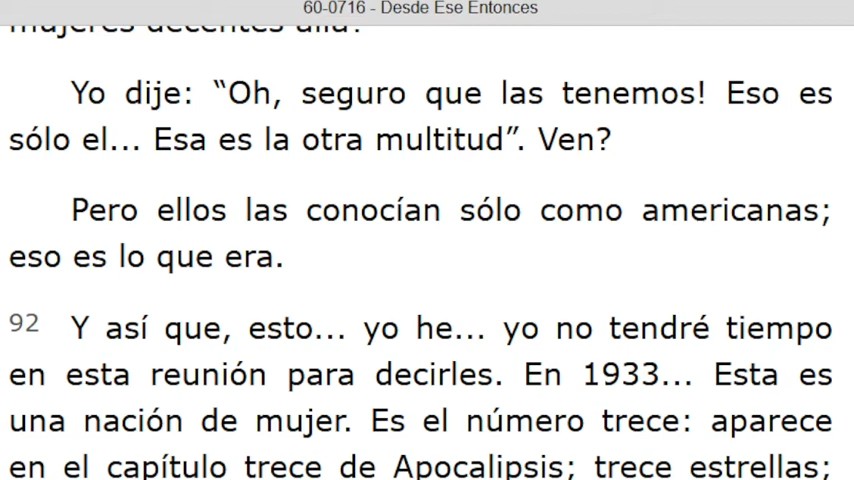 60-0716 - Desde Ese Entonces
mujeres decentes allá?
Yo dije: “Oh, seguro que las tenemos! Eso es
sólo el... Esa es la otra multitud”. Ven?
Pero ellos las conocían sólo como americanas;
eso es lo que era.
92 Y así que, esto... yo he... yo no tendré tiempo
en esta reunión para decirles. En 1933... Esta es
una nación de mujer. Es el número trece: aparece
en el capítulo trece de Apocalipsis; trece estrellas;